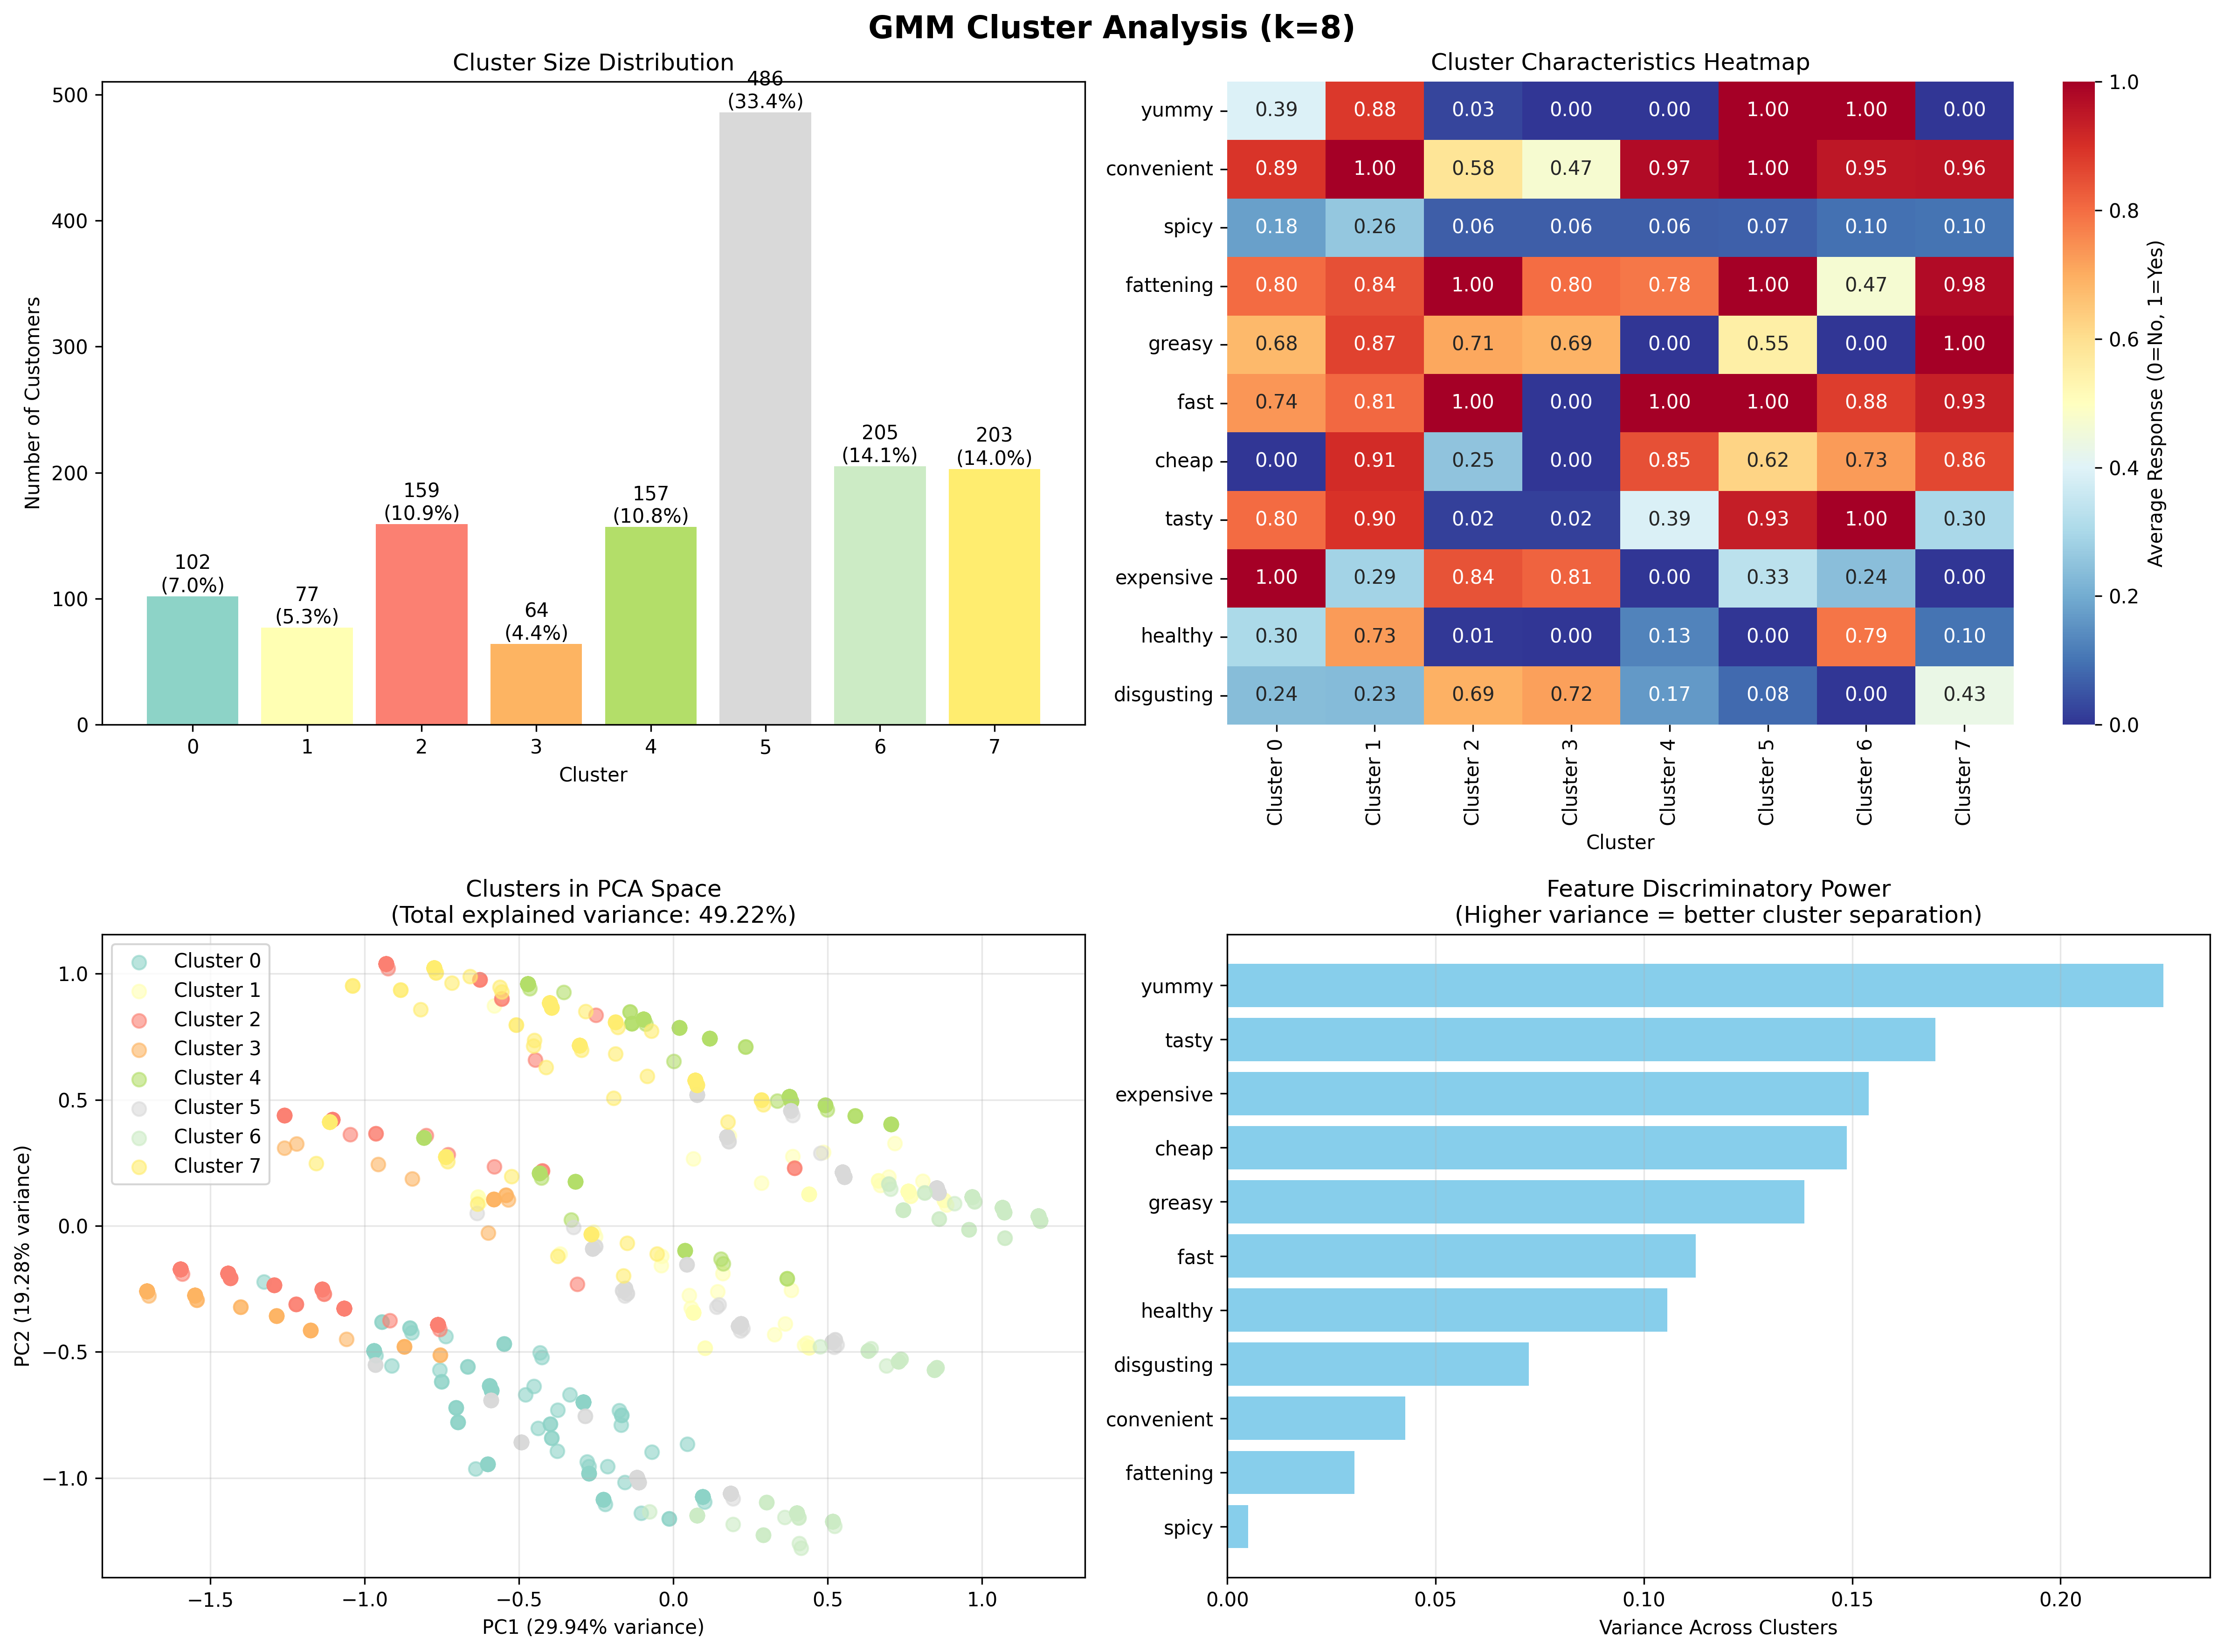 GMM Cluster Analysis (k=8)
Cluster Size Distribution
Number of Customers
500
400
300
200
100
0
102
(7.0%)
77
(5.3%)
159
(10.9%)
64
(4.4%)
157
(10.8%)
486
(33.4%)
205
(14.1%)
203
(14.0%)
0 1 2 3 4 5 6 7
Cluster
Cluster Characteristics Heatmap
yummy 0.39 0.88 0.03 0.00 0.00 1.00 1.00 0.00
convenient 0.89 1.00 0.58 0.47 0.97 1.00 0.95 0.96
spicy 0.18 0.26 0.06 0.06 0.06 0.07 0.10 0.10
fattening 0.80 0.84 1.00 0.80 0.78 1.00 0.47 0.98
greasy 0.68 0.87 0.71 0.69 0.00 0.55 0.00 1.00
fast 0.74 0.81 1.00 0.00 1.00 1.00 0.88 0.93
cheap 0.00 0.91 0.25 0.00 0.85 0.62 0.73 0.86
tasty 0.80 0.90 0.02 0.02 0.39 0.93 1.00 0.30
expensive 1.00 0.29 0.84 0.81 0.00 0.33 0.24 0.00
healthy 0.30 0.73 0.01 0.00 0.13 0.00 0.79 0.10
disgusting 0.24 0.23 0.69 0.72 0.17 0.08 0.00 0.43
Cluster 0 Cluster 1 Cluster 2 Cluster 3 Cluster 4 Cluster 5 Cluster 6 Cluster 7
Cluster
1.0
0.8
0.6
0.4
0.2
0.0
Average Response (0=No, 1=Yes)
Clusters in PCA Space
(Total explained variance: 49.22%)
PC2 (19.28% variance)
1.0
0.5
0.0
−0.5
−1.0
Cluster 0
Cluster 1
Cluster 2
Cluster 3
Cluster 4
Cluster 5
Cluster 6
Cluster 7
−1.5 −1.0 −0.5 0.0 0.5 1.0
PC1 (29.94% variance)
Feature Discriminatory Power
(Higher variance = better cluster separation)
yummy
tasty
expensive
cheap
greasy
fast
healthy
disgusting
convenient
fattening
spicy
0.00 0.05 0.10 0.15 0.20
Variance Across Clusters